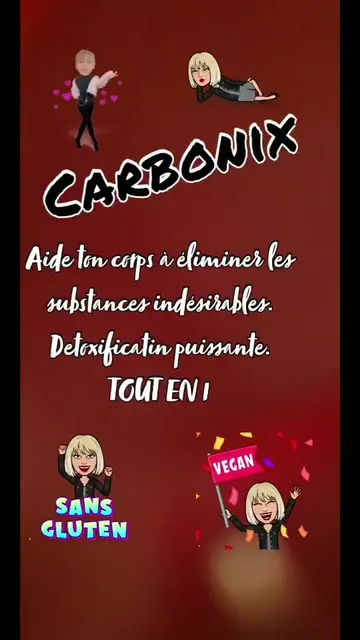 CARBONIX
Aide ton corps à éliminer les
substances indésirables.
Detoxificatin puissante.
TOUT EN 1
SANS
GLUTEN
VEGAN